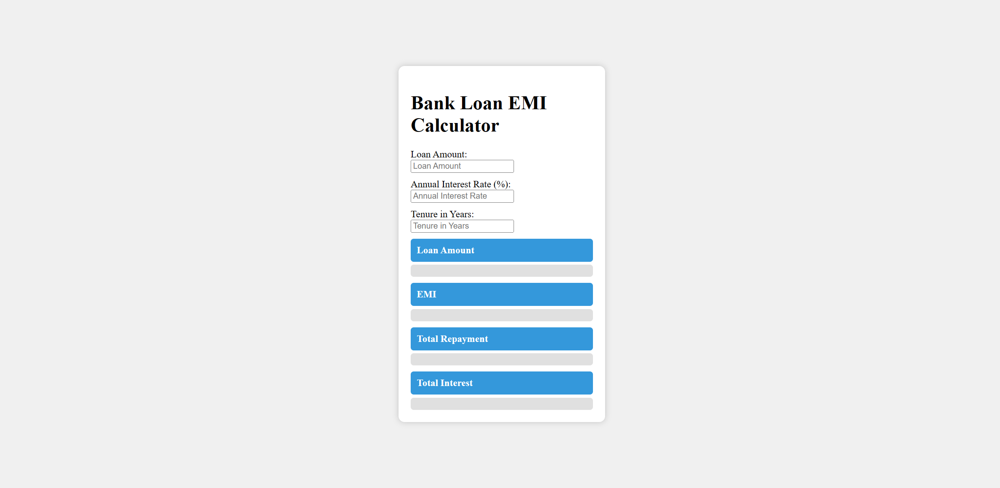 Bank Loan EMI
Calculator
Loan Amount:
Loan Amount
Annual Interest Rate (%):
Annual Interest Rate
Tenure in Years:
Tenure in Years
Loan Amount
EMI
Total Repayment
Total Interest